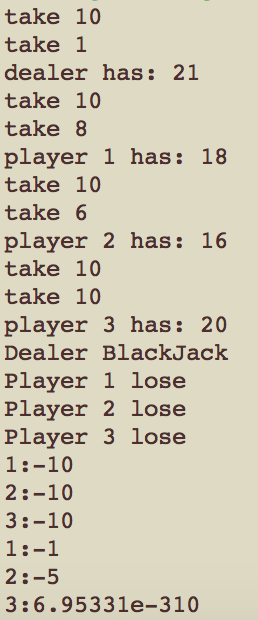 take 10
take 1
dealer has: 21
take 10
take 8
player 1 has: 18
take 10
take 6
player 2 has: 16
take 10
take 10
player 3 has: 20
Dealer BlackJack
Player 1 lose
Player 2 lose
Player 3 lose
1:-10
2:-10
3:-10
1:-1
2:-5
3:6.95331e-310